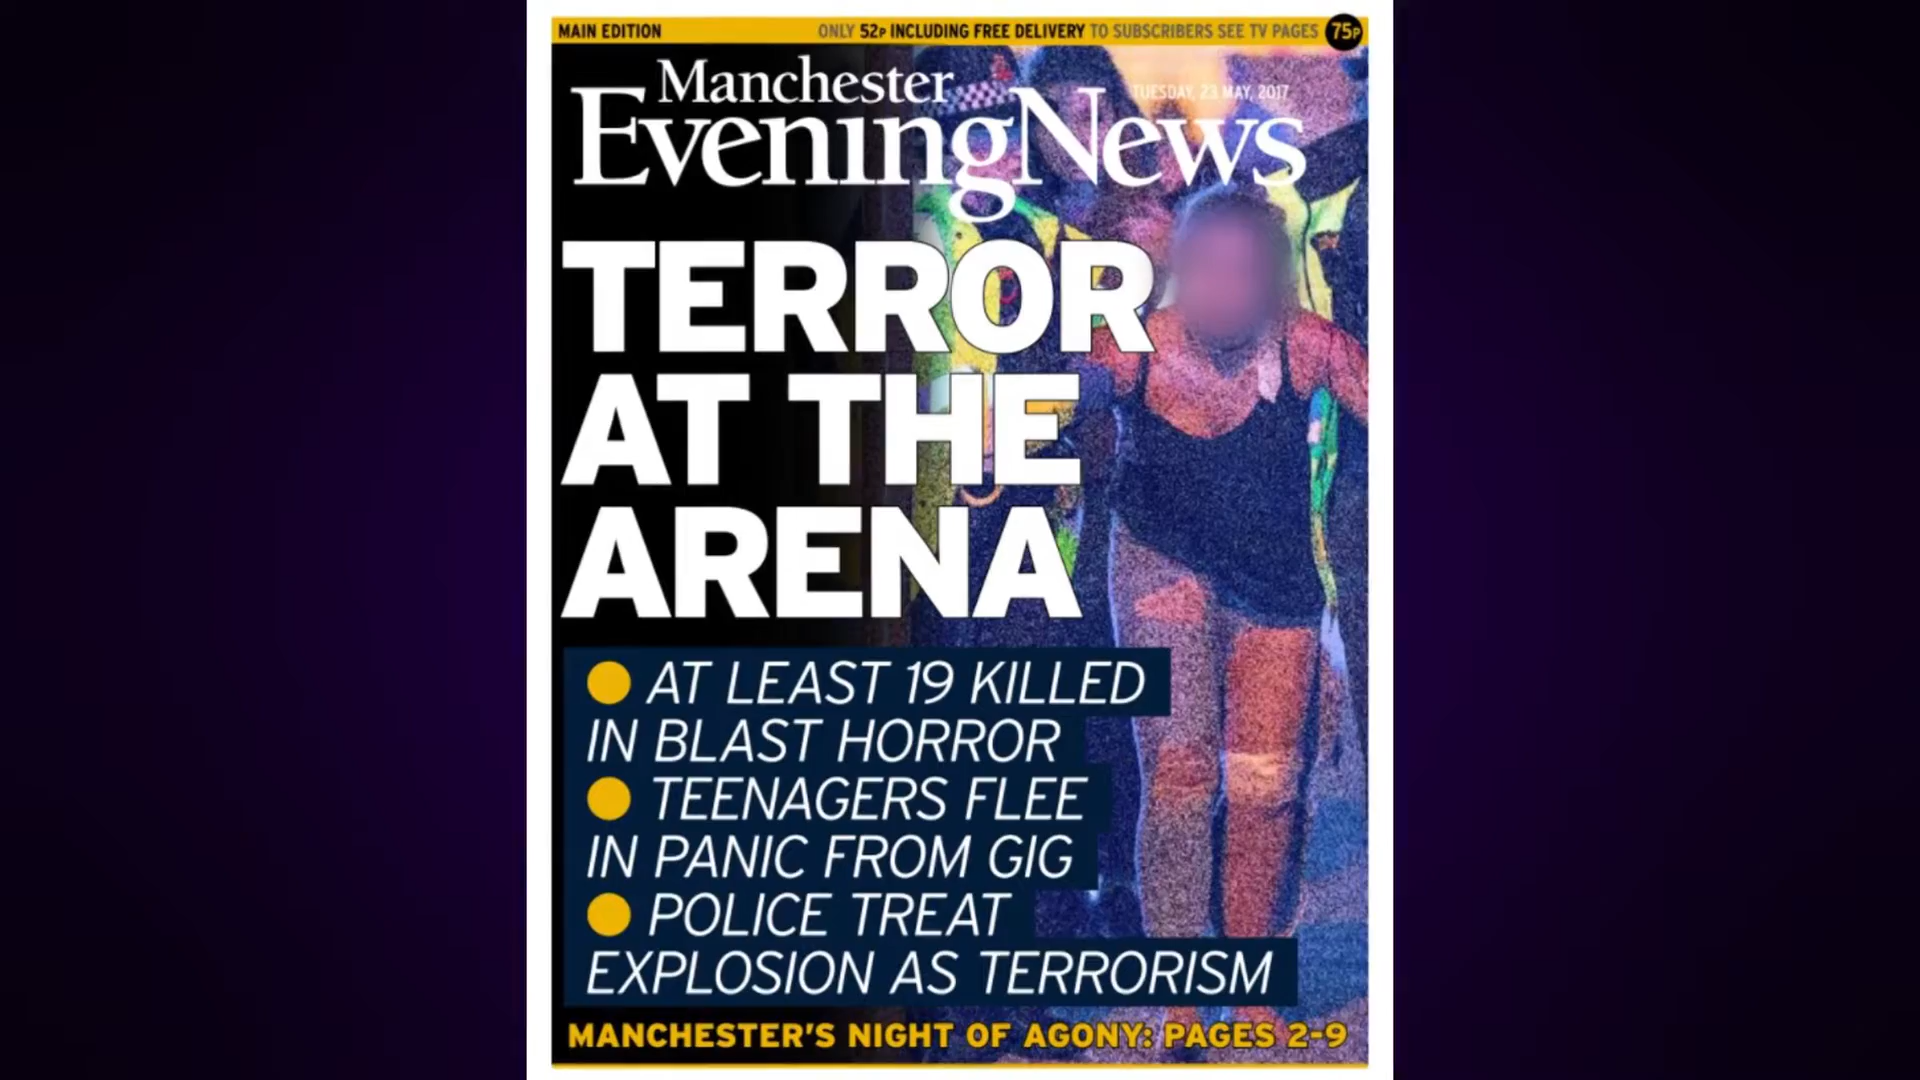 MAIN EDITION
ONLY 52P INCLUDING FREE DELIVERY TO SUBSCRIBERS SEE TV PAGES
75P
Manchester
TUESDAY, 23 MAY, 2017
Evening News
TERROR
AT THE
ARENA
● AT LEAST 19 KILLED
IN BLAST HORROR
● TEENAGERS FLEE
IN PANIC FROM GIG
● POLICE TREAT
EXPLOSION AS TERRORISM
MANCHESTER'S NIGHT OF AGONY: PAGES 2-9